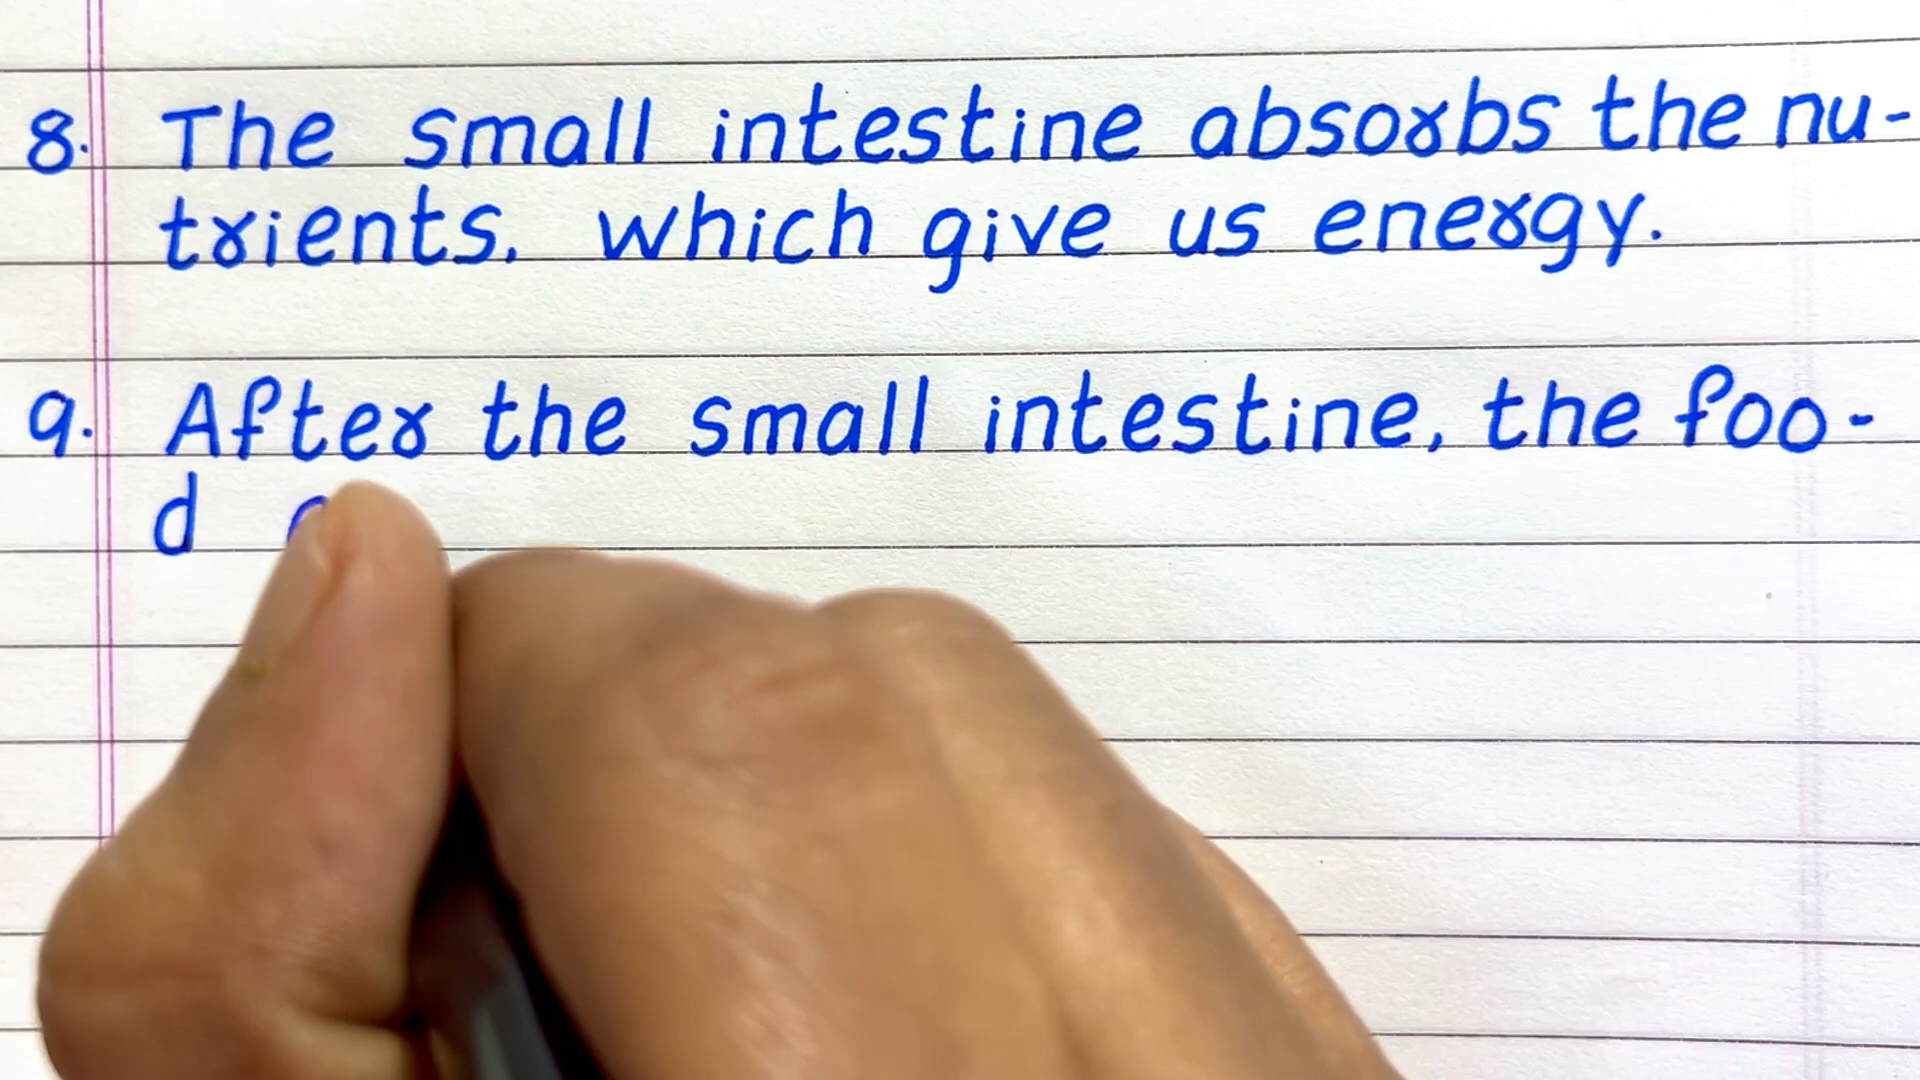 8. The small intestine absorbs the nu-
trients, which give us energy.
9. After the small intestine, the foo-
d